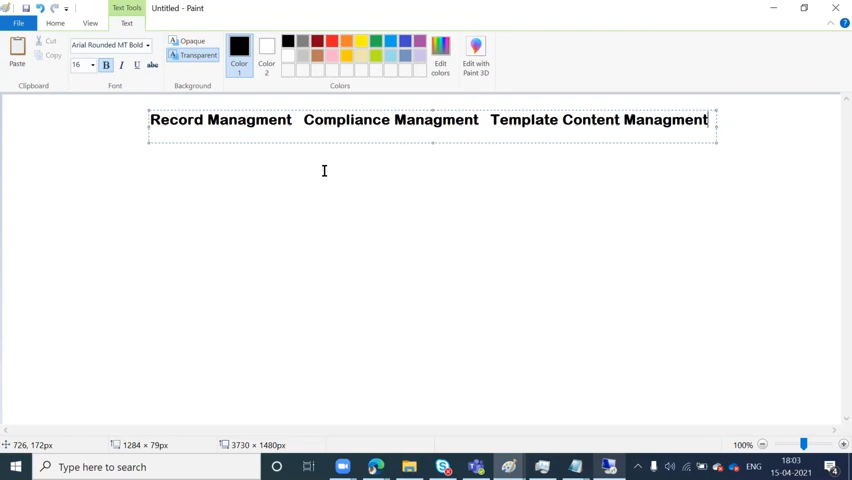 Text Tools
Untitled - Paint
File
Home
View
Text
Paste
Cut
Copy
Clipboard
Arial Rounded MT Bold
16
B
I
U
abc
Font
Opaque
Transparent
Background
Color
1
Color
2
Colors
Edit
colors
Edit with
Paint 3D
Record Managment Compliance Managment Template Content Managment
726, 172px
1284 × 79px
3730 × 1480px
100%
Type here to search
ENG
18:03
15-04-2021
4